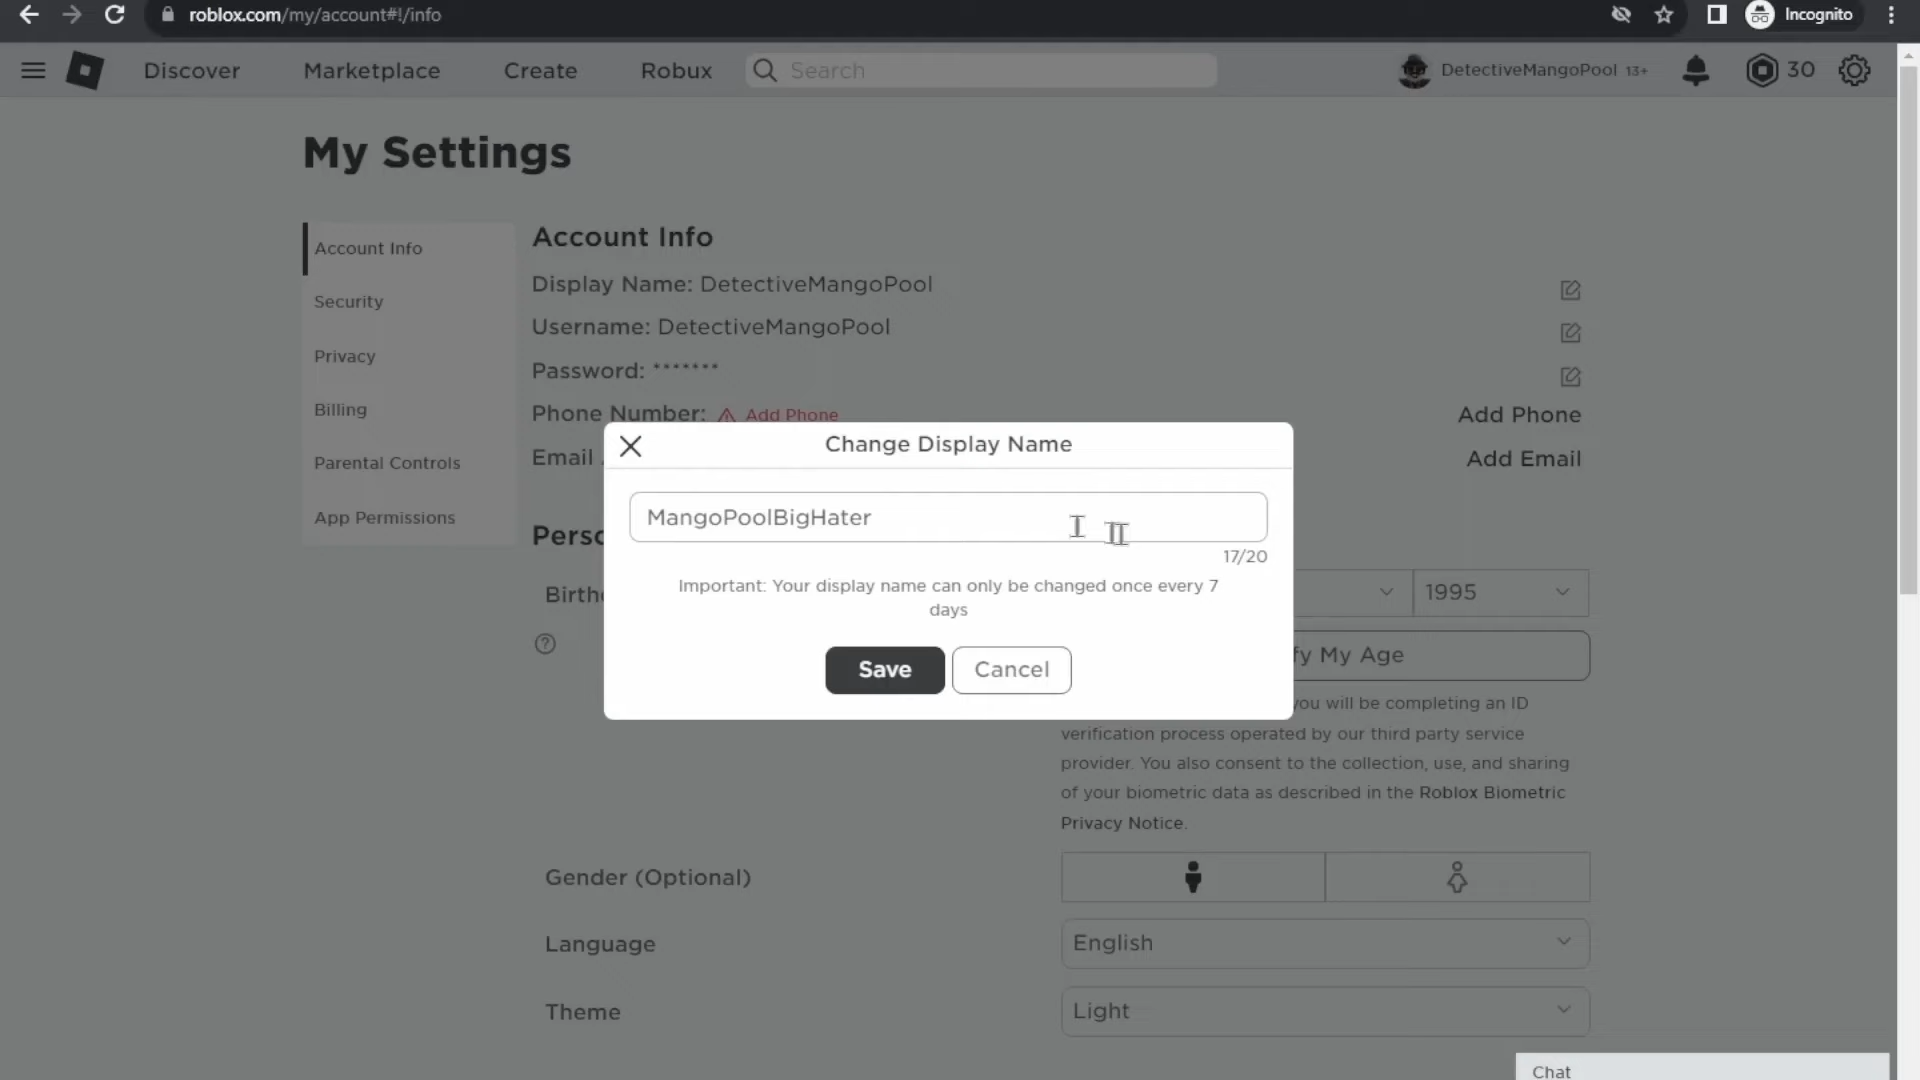 roblox.com/my/account#!/info
Incognito
Discover
Marketplace
Create
Robux
Search
DetectiveMangoPool 13+
30
My Settings
Account Info
Security
Privacy
Billing
Parental Controls
App Permissions
Account Info
Display Name: DetectiveMangoPool
Username: DetectiveMangoPool
Password: *******
Phone Number: Add Phone
Add Phone
Email
Add Email
Change Display Name
MangoPoolBigHater
17/20
Important: Your display name can only be changed once every 7
days
Save
Cancel
Perso
Birth
1995
fy My Age
you will be completing an ID
verification process operated by our third party service
provider. You also consent to the collection, use, and sharing
of your biometric data as described in the Roblox Biometric
Privacy Notice.
Gender (Optional)
Language
English
Theme
Light
Chat